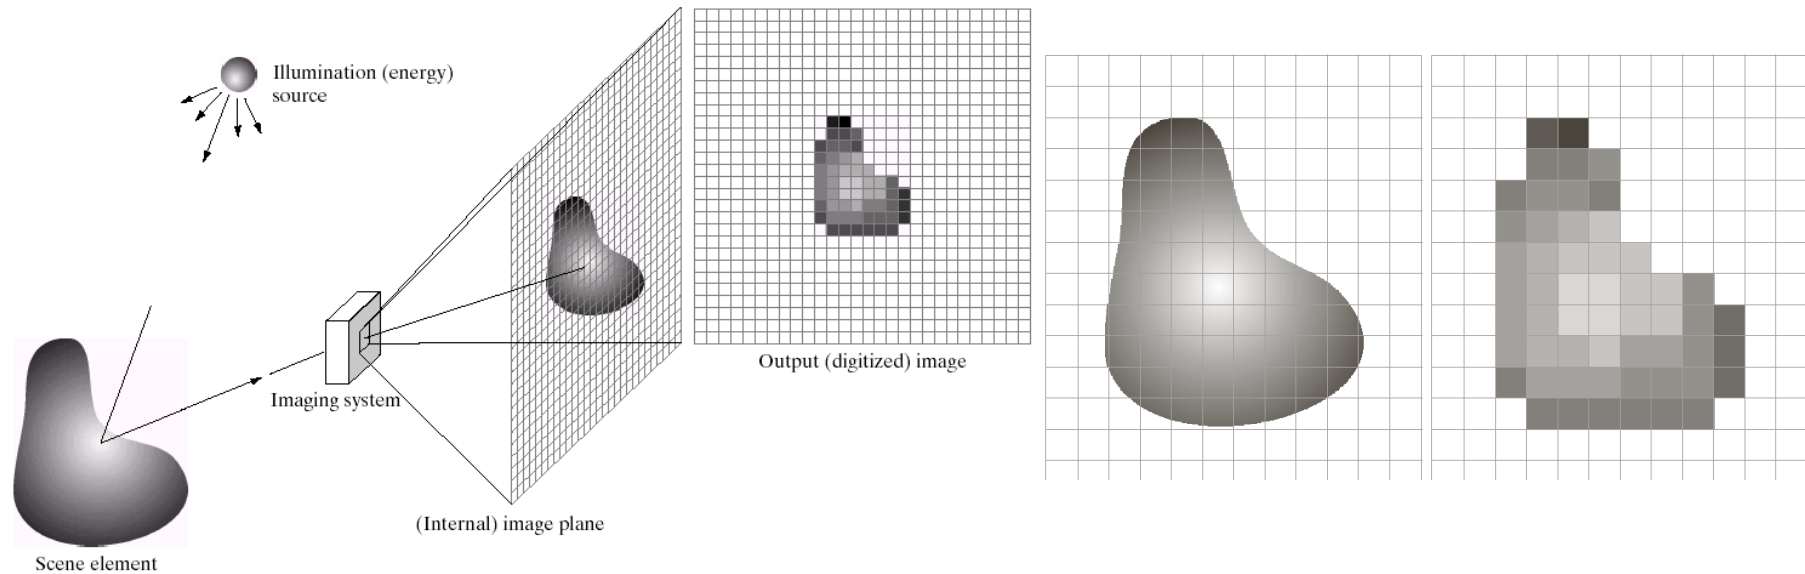 Illumination (energy)
source
Output (digitized) image
Imaging system
(Internal) image plane
Scene element